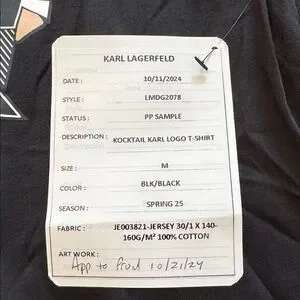 KARL LAGERFELD
DATE : 10/11/2024
STYLE : LMDG2078
STATUS : PP SAMPLE
DESCRIPTION : KOCKTAIL KARL LOGO T-SHIRT
SIZE : M
COLOR : BLK/BLACK
SEASON : SPRING 25
FABRIC : JE003821-JERSEY 30/1 X 140-
160G/M² 100% COTTON
ART WORK :
App to Prod 10/21/24